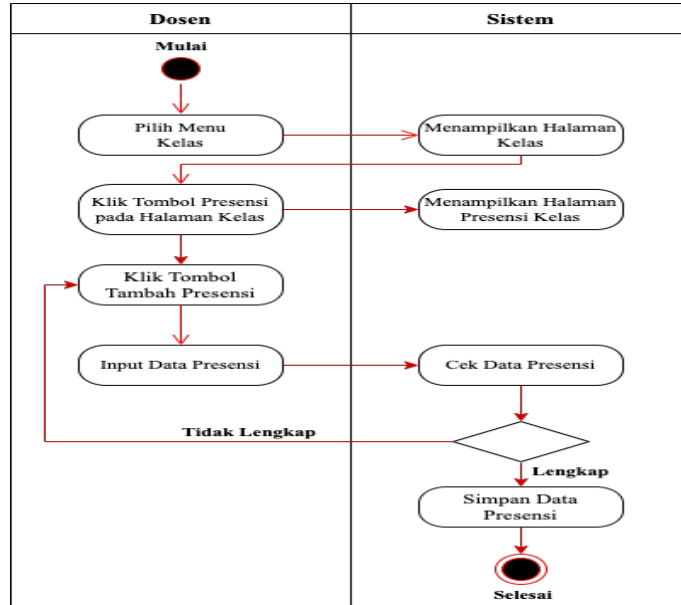 Dosen
Sistem
Mulai
Pilih Menu
Kelas
Menampilkan Halaman
Kelas
Klik Tombol Presensi
pada Halaman Kelas
Menampilkan Halaman
Presensi Kelas
Klik Tombol
Tambah Presensi
Input Data Presensi
Cek Data Presensi
Tidak Lengkap
Lengkap
Simpan Data
Presensi
Selesai